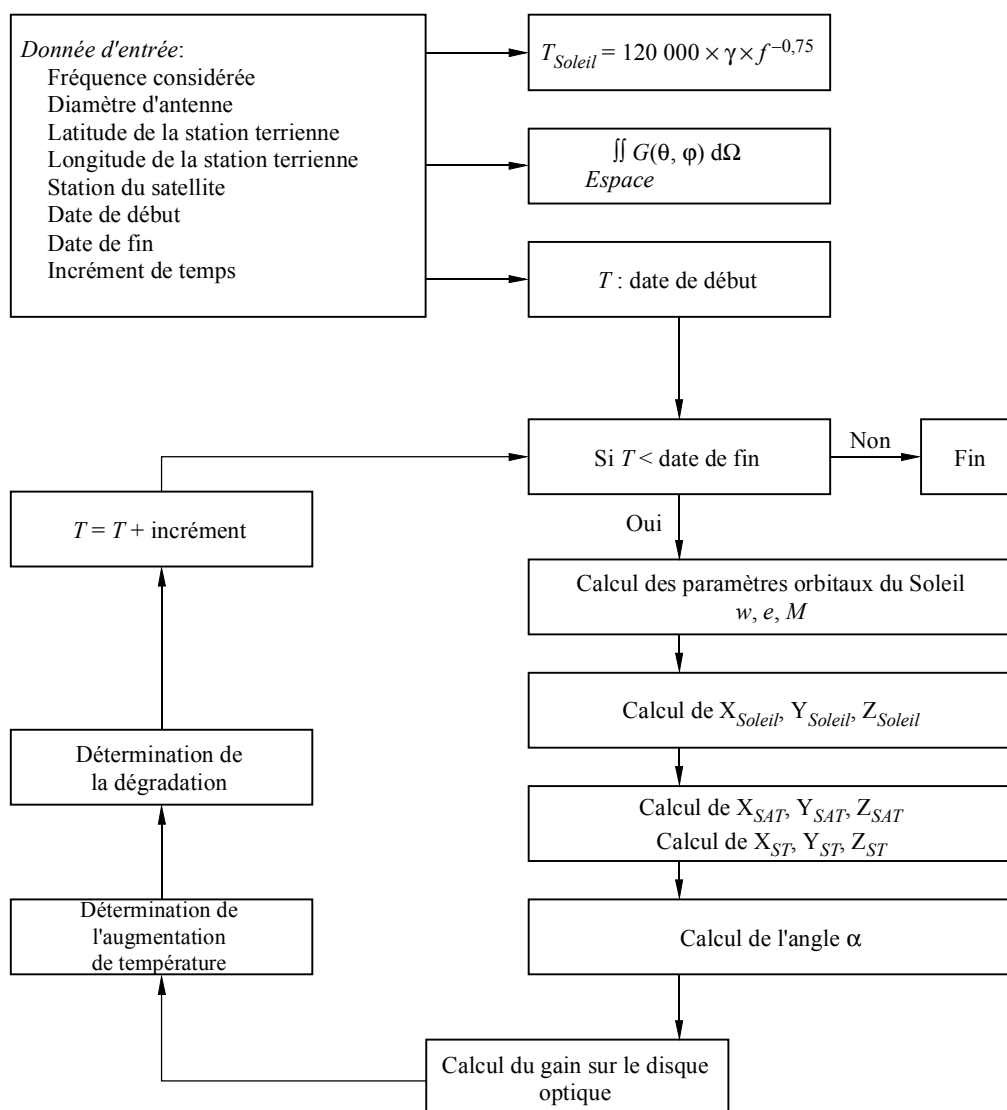 Donnée d'entrée:
Fréquence considérée
Diamètre d'antenne
Latitude de la station terrienne
Longitude de la station terrienne
Station du satellite
Date de début
Date de fin
Incrément de temps
T_Soleil = 120 000 × γ × f^–0,75
∫∫ G(θ, φ) dΩ
Espace
T : date de début
Si T < date de fin
Non
Fin
Oui
T = T + incrément
Calcul des paramètres orbitaux du Soleil
w, e, M
Calcul de X_Soleil, Y_Soleil, Z_Soleil
Détermination de
la dégradation
Calcul de X_SAT, Y_SAT, Z_SAT
Calcul de X_ST, Y_ST, Z_ST
Détermination de
l'augmentation
de température
Calcul de l'angle α
Calcul du gain sur le disque
optique